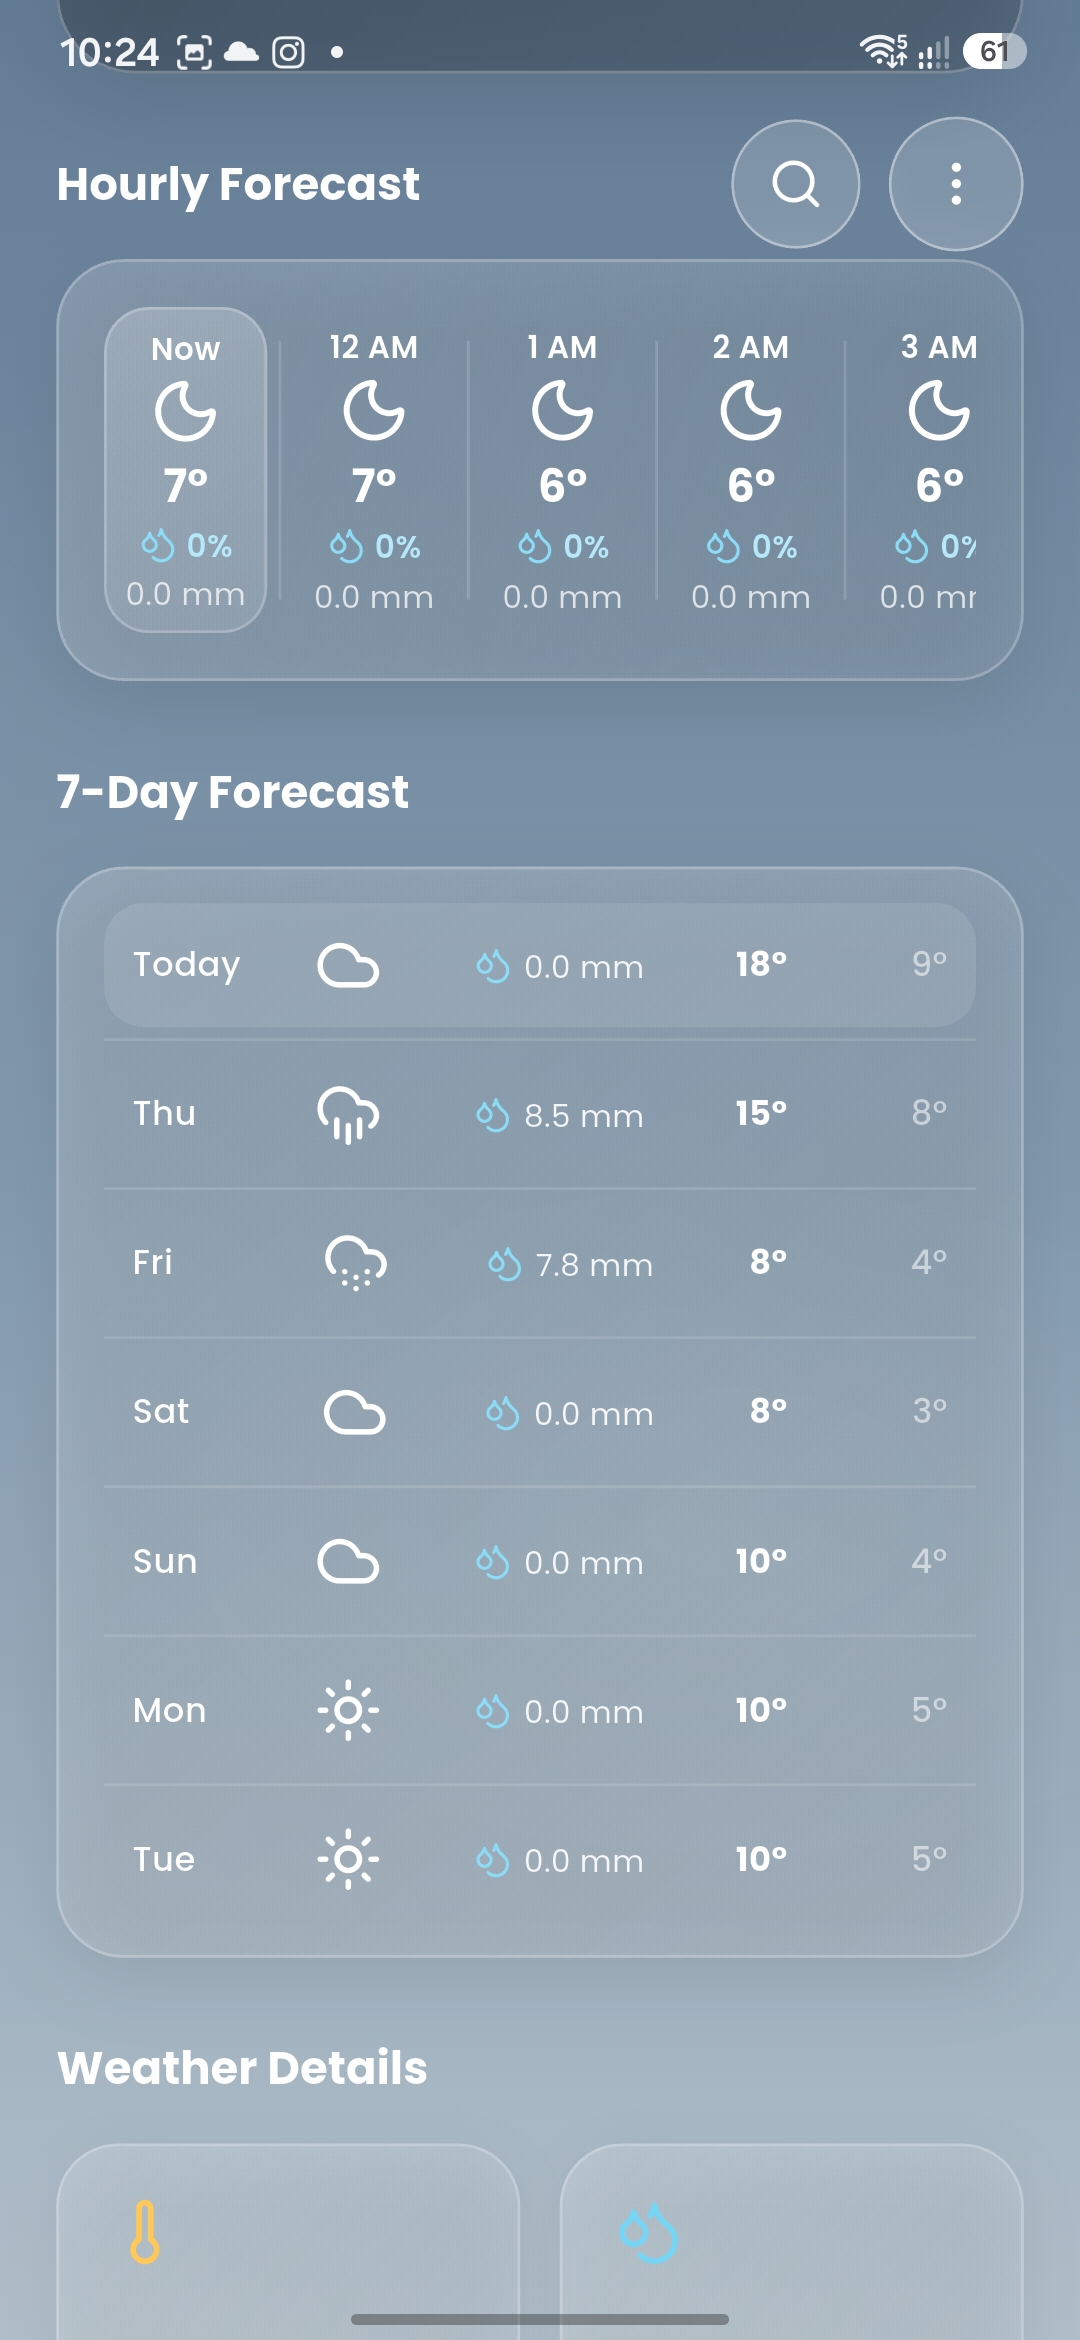 10:24 5 61
Hourly Forecast
Now 12 AM 1 AM 2 AM 3 AM
7° 7° 6° 6° 6°
0% 0% 0% 0% 0%
0.0 mm 0.0 mm 0.0 mm 0.0 mm 0.0 m
7-Day Forecast
Today 0.0 mm 18° 9°
Thu 8.5 mm 15° 8°
Fri 7.8 mm 8° 4°
Sat 0.0 mm 8° 3°
Sun 0.0 mm 10° 4°
Mon 0.0 mm 10° 5°
Tue 0.0 mm 10° 5°
Weather Details